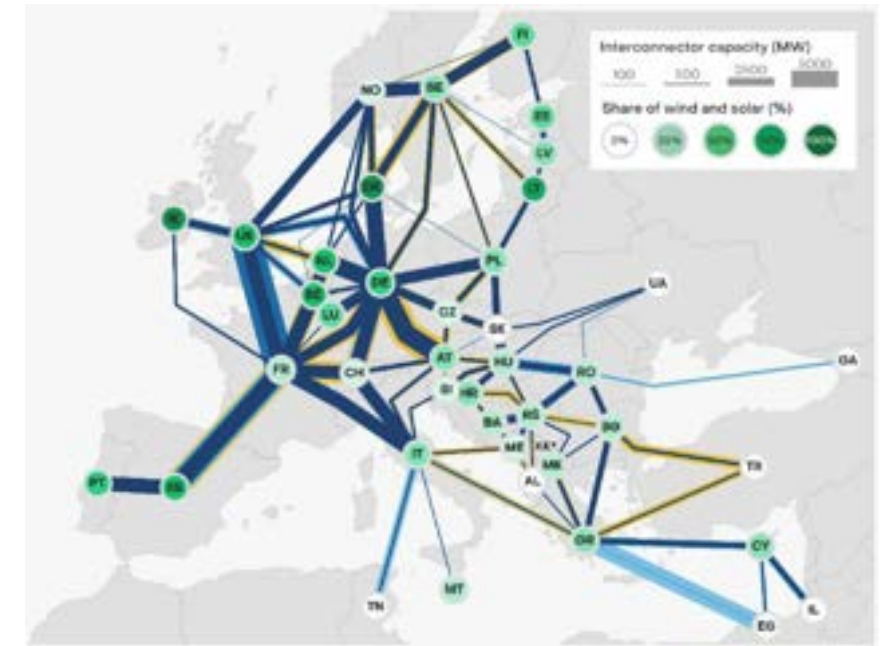 Interconnector capacity (MW)
100 500 2500 5000
Share of wind and solar (%)
0%
100%
FI
NO
SE
EE
LV
LT
DK
IE
UK
NL
PL
BE
DE
LU
CZ
UA
SK
FR
CH
AT
HU
RO
GA
SI
HR
BA
RS
BG
IT
ME
XK*
MK
TR
AL
PT
ES
GR
CY
TN
MT
EG
IL